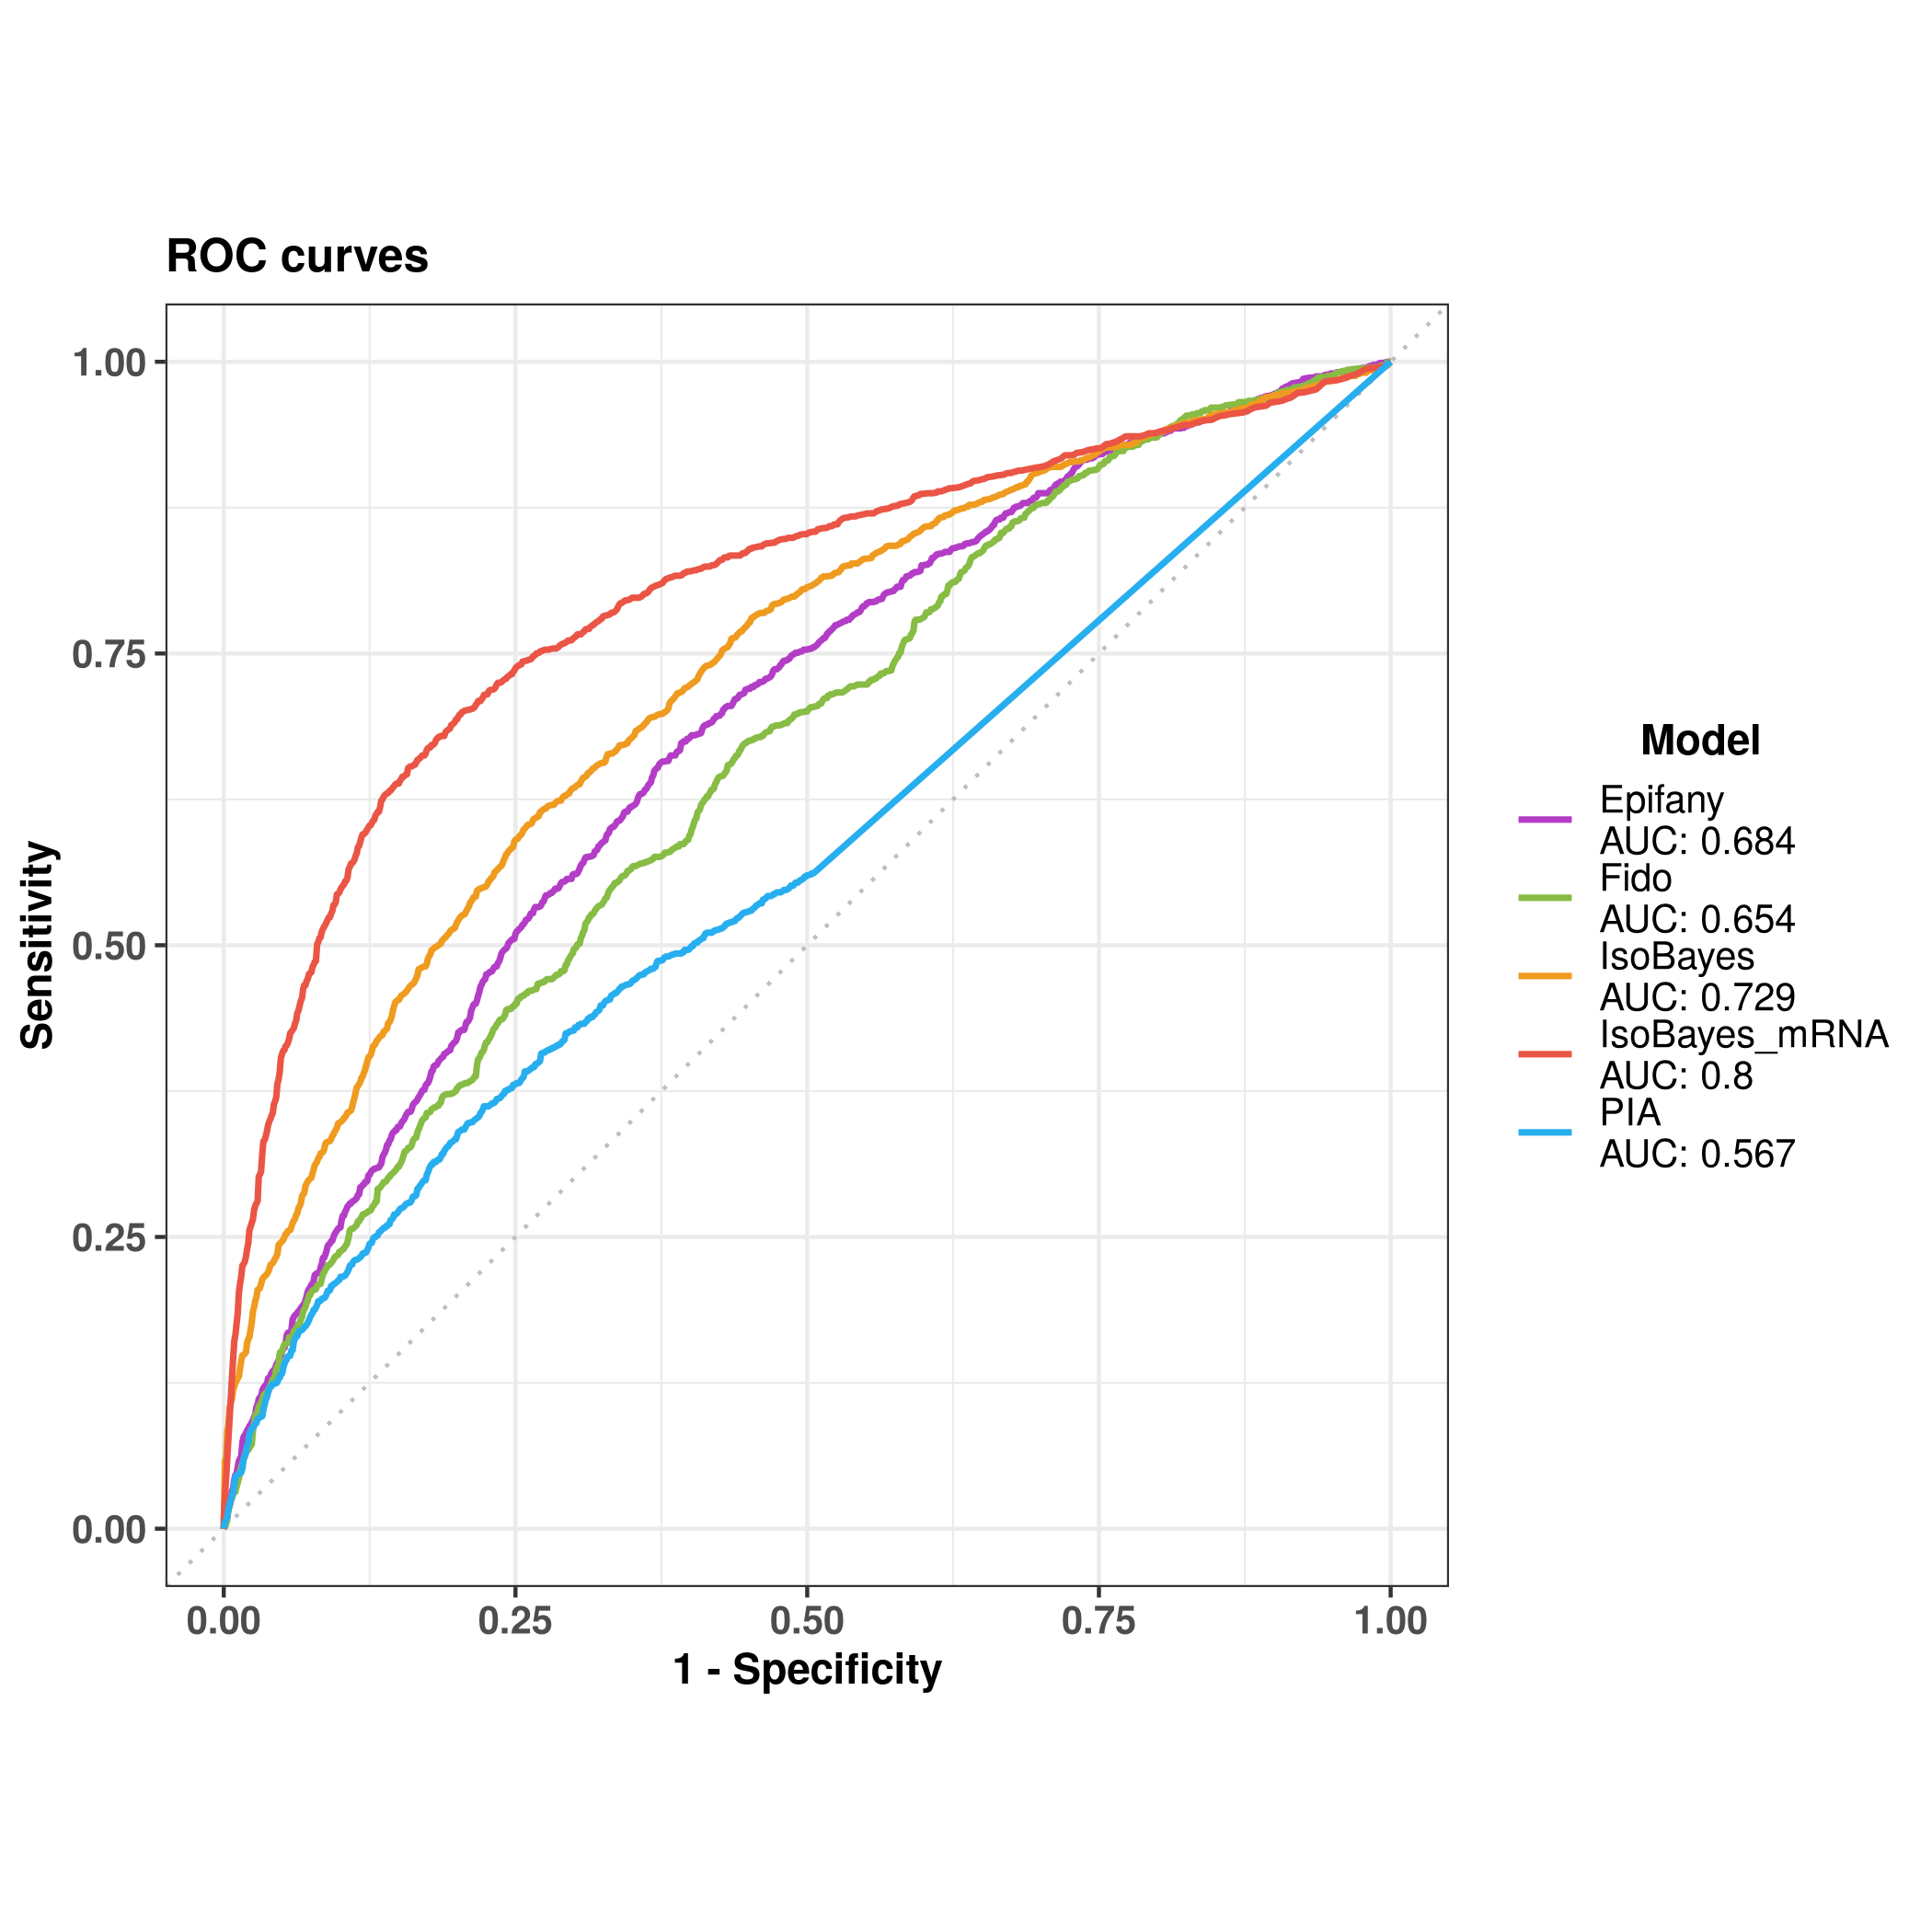 ROC curves
1.00
0.75
0.50
0.25
0.00
Sensitivity
0.00 0.25 0.50 0.75 1.00
1 - Specificity
Model
Epifany
AUC: 0.684
Fido
AUC: 0.654
IsoBayes
AUC: 0.729
IsoBayes_mRNA
AUC: 0.8
PIA
AUC: 0.567